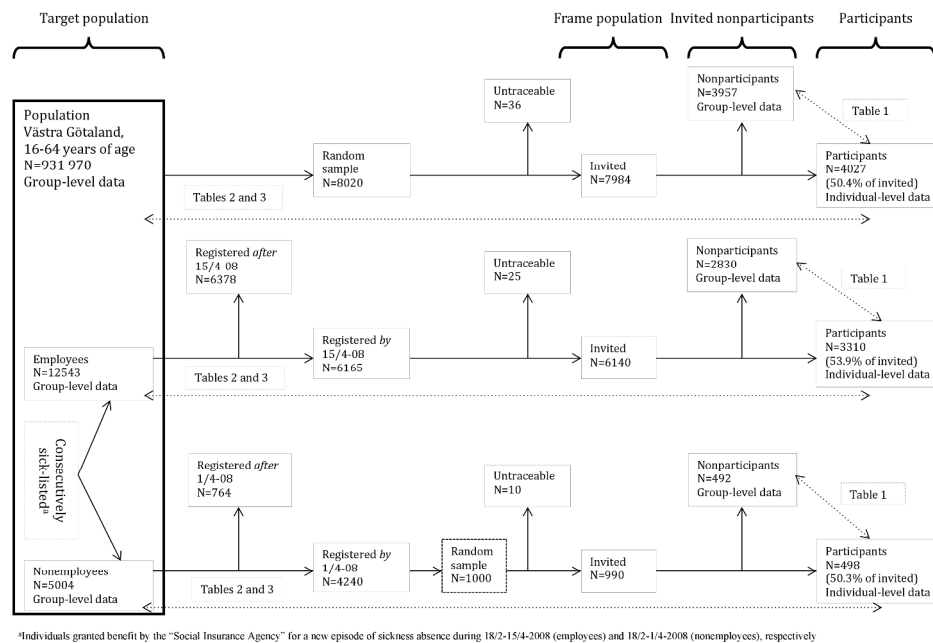 Target population
Frame population
Invited nonparticipants
Participants
Population
Västra Götaland,
16-64 years of age
N=931 970
Group-level data
Tables 2 and 3
Random
sample
N=8020
Untraceable
N=36
Invited
N=7984
Nonparticipants
N=3957
Group-level data
Table 1
Participants
N=4027
(50.4% of invited)
Individual-level data
Employees
N=12543
Group-level data
Registered after
15/4-08
N=6378
Tables 2 and 3
Registered by
15/4-08
N=6165
Untraceable
N=25
Invited
N=6140
Nonparticipants
N=2830
Group-level data
Table 1
Participants
N=3310
(53.9% of invited)
Individual-level data
Consecutively
sick-listedᵃ
Nonemployees
N=5004
Group-level data
Registered after
1/4-08
N=764
Tables 2 and 3
Registered by
1/4-08
N=4240
Random
sample
N=1000
Untraceable
N=10
Invited
N=990
Nonparticipants
N=492
Group-level data
Table 1
Participants
N=498
(50.3% of invited)
Individual-level data
ᵃIndividuals granted benefit by the "Social Insurance Agency" for a new episode of sickness absence during 18/2-15/4-2008 (employees) and 18/2-1/4-2008 (nonemployees), respectively